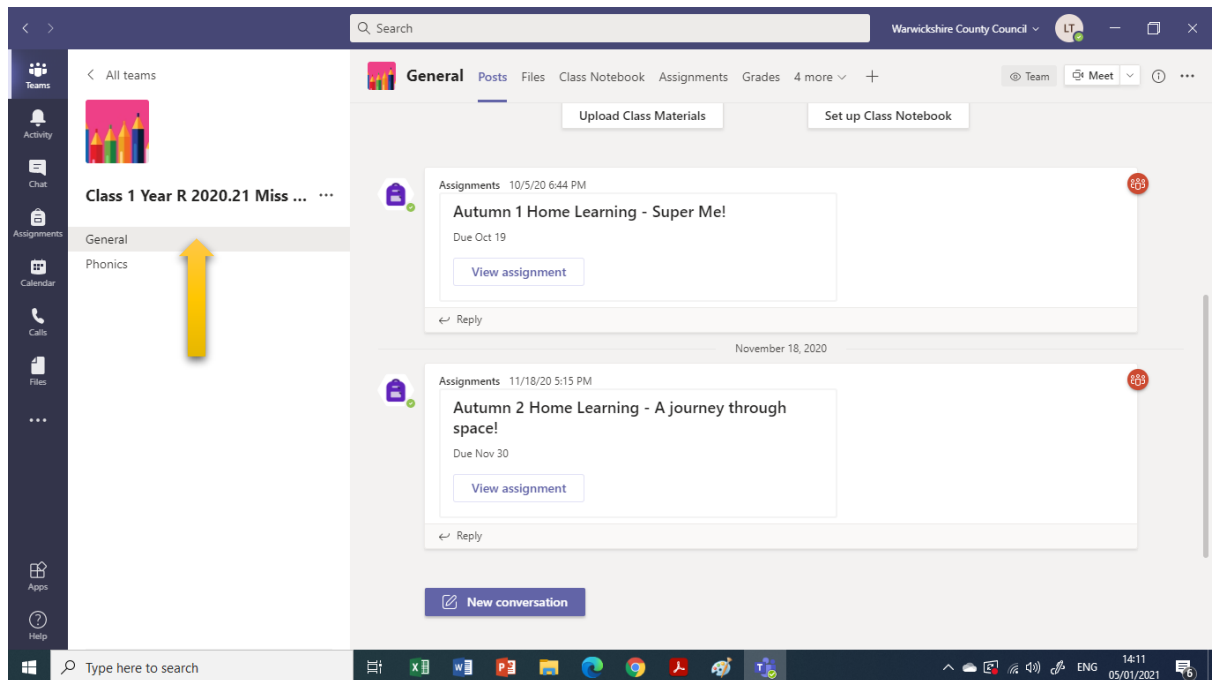 Search
Warwickshire County Council
LT
Teams
Activity
Chat
Assignments
Calendar
Calls
Files
Apps
Help
All teams
Class 1 Year R 2020.21 Miss ...
General
Phonics
General Posts Files Class Notebook Assignments Grades 4 more
Team
Meet
Upload Class Materials
Set up Class Notebook
Assignments 10/5/20 6:44 PM
Autumn 1 Home Learning - Super Me!
Due Oct 19
View assignment
Reply
November 18, 2020
Assignments 11/18/20 5:15 PM
Autumn 2 Home Learning - A journey through
space!
Due Nov 30
View assignment
Reply
New conversation
Type here to search
ENG
14:11
05/01/2021
6